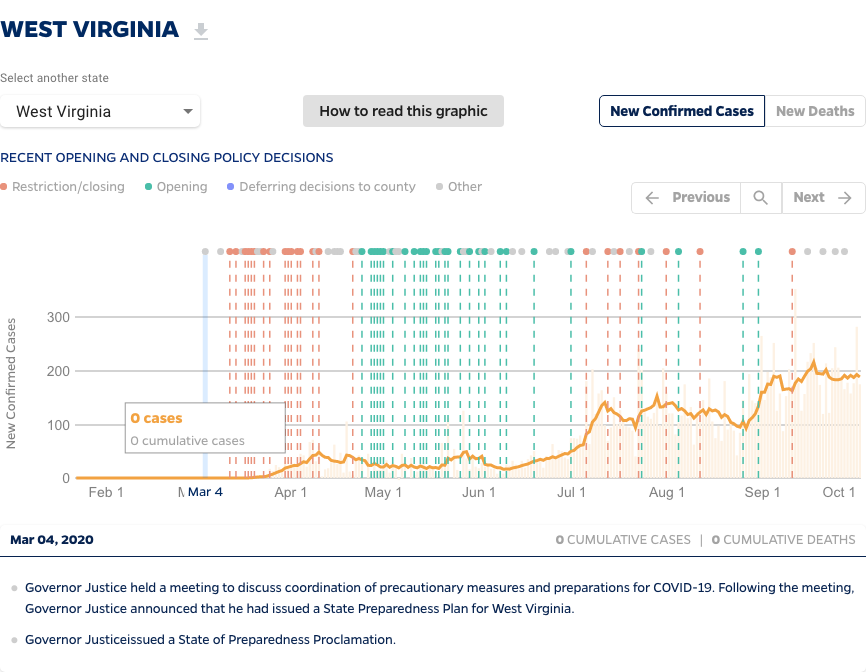 WEST VIRGINIA
Select another state
West Virginia
How to read this graphic
New Confirmed Cases
New Deaths
RECENT OPENING AND CLOSING POLICY DECISIONS
Restriction/closing
Opening
Deferring decisions to county
Other
Previous
Next
New Confirmed Cases
300
200
100
0
0 cases
0 cumulative cases
Feb 1
Mar 4
Apr 1
May 1
Jun 1
Jul 1
Aug 1
Sep 1
Oct 1
Mar 04, 2020
0 CUMULATIVE CASES | 0 CUMULATIVE DEATHS
Governor Justice held a meeting to discuss coordination of precautionary measures and preparations for COVID-19. Following the meeting,
Governor Justice announced that he had issued a State Preparedness Plan for West Virginia.
Governor Justiceissued a State of Preparedness Proclamation.